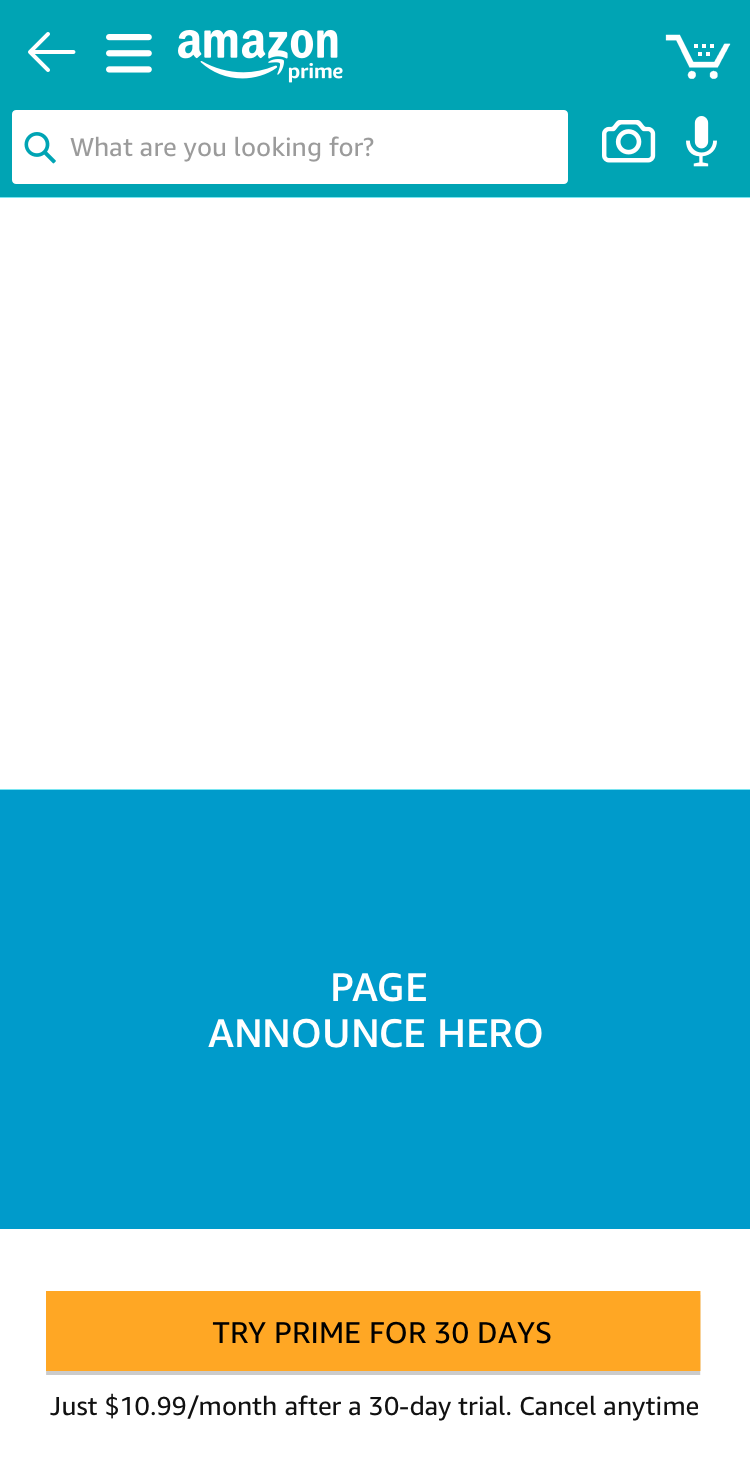 amazon
prime
What are you looking for?
PAGE
ANNOUNCE HERO
TRY PRIME FOR 30 DAYS
Just $10.99/month after a 30-day trial. Cancel anytime